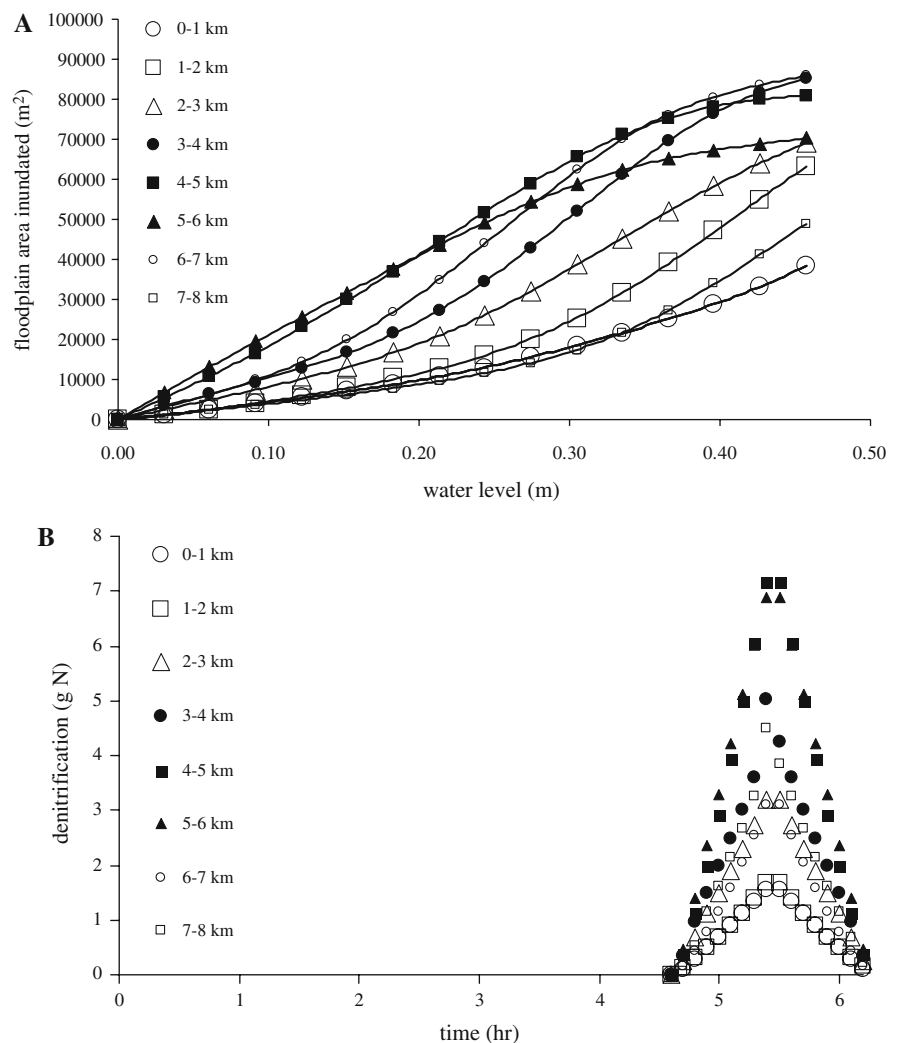 A
100000
90000
80000
70000
60000
50000
40000
30000
20000
10000
0
floodplain area inundated (m²)
0-1 km
1-2 km
2-3 km
3-4 km
4-5 km
5-6 km
6-7 km
7-8 km
0.00 0.10 0.20 0.30 0.40 0.50
water level (m)
B
8
7
6
5
4
3
2
1
0
denitrification (g N)
0-1 km
1-2 km
2-3 km
3-4 km
4-5 km
5-6 km
6-7 km
7-8 km
0 1 2 3 4 5 6
time (hr)